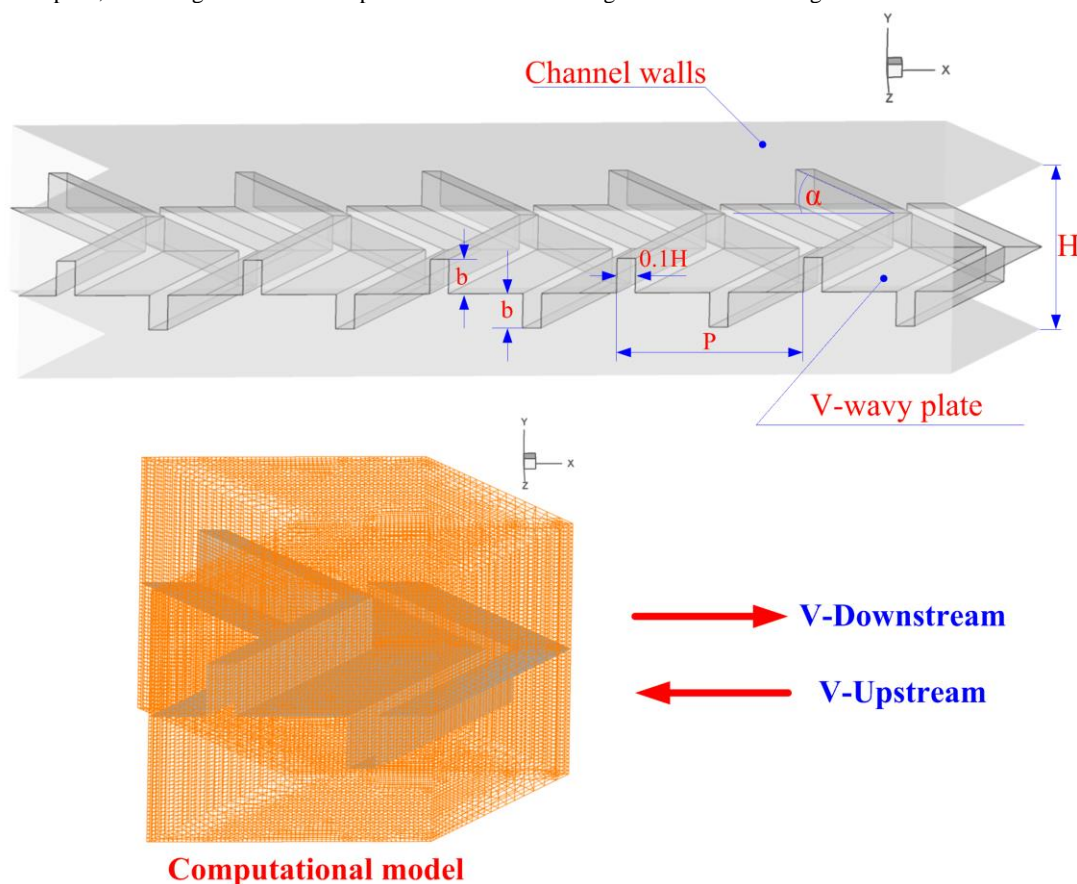 Y
X
Z
Channel walls
α
H
b
0.1H
b
P
V-wavy plate
Y
X
Z
V-Downstream
V-Upstream
Computational model